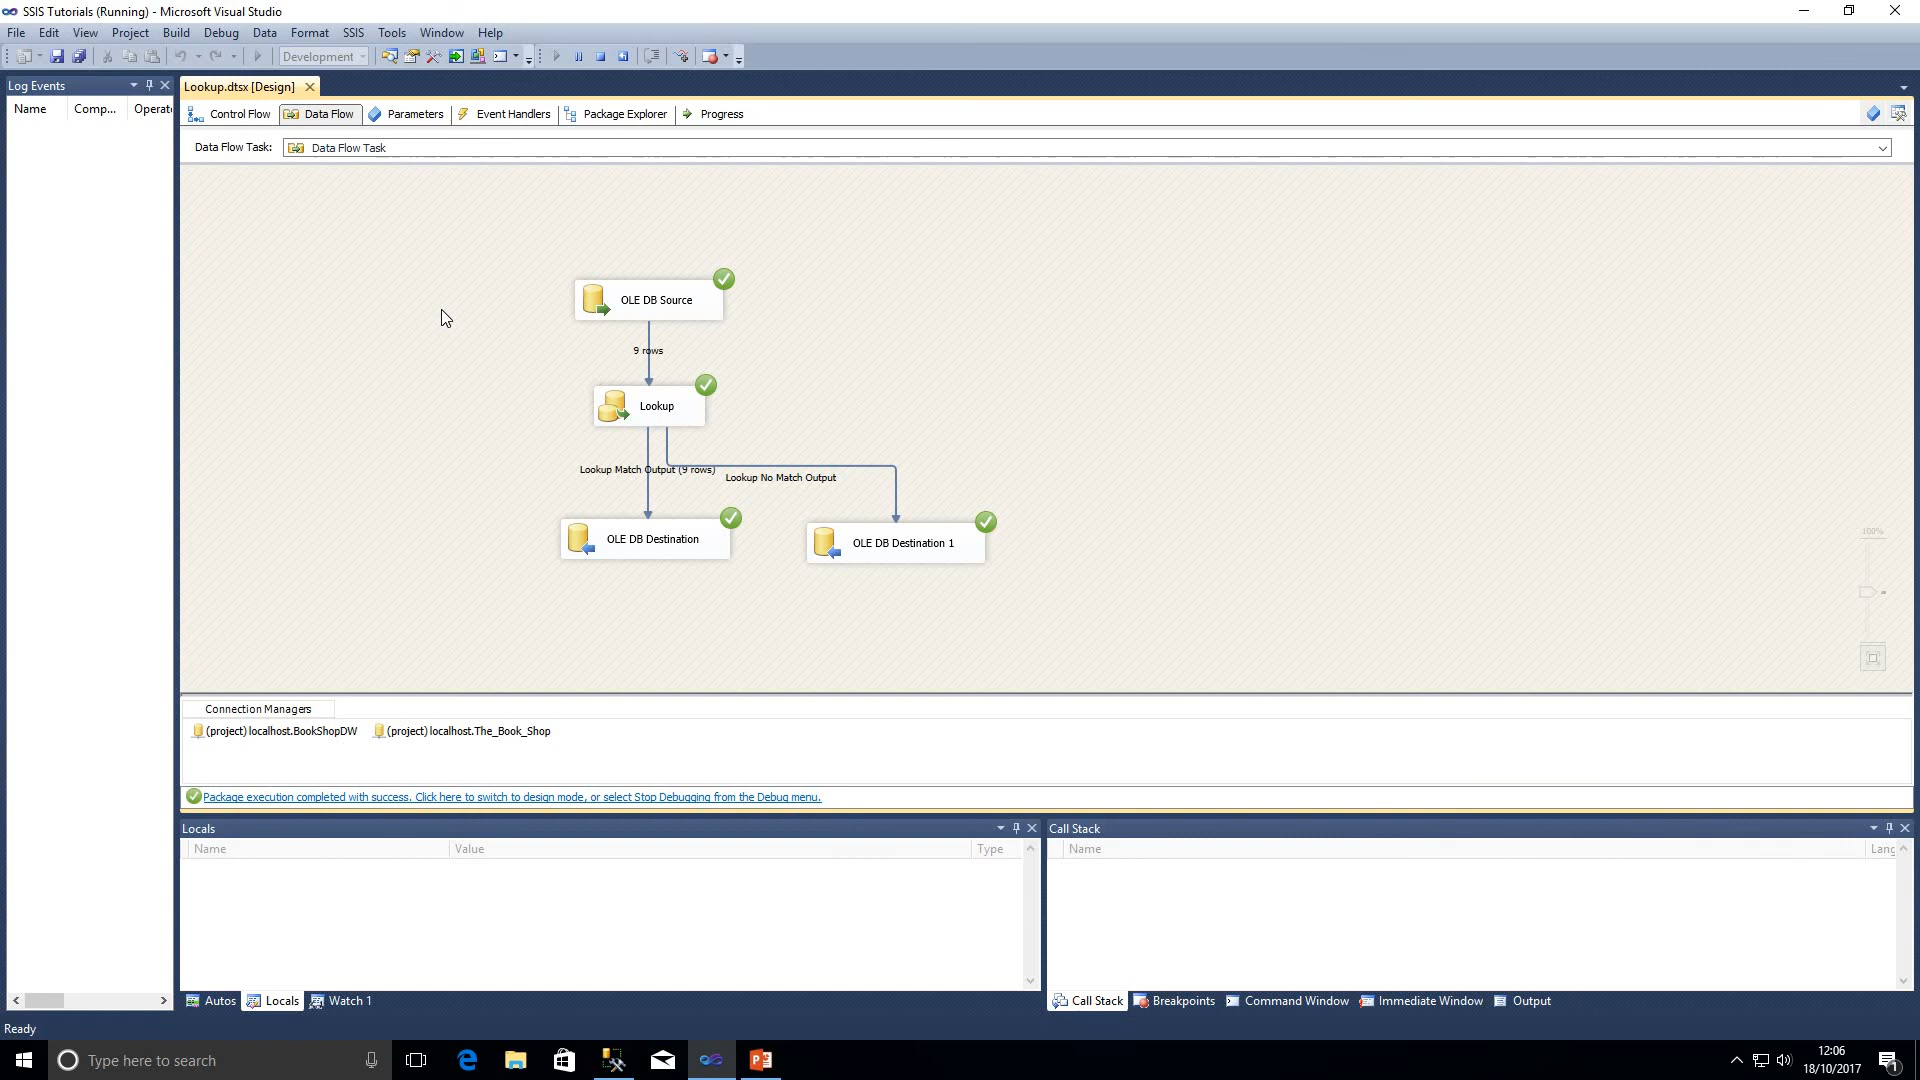 SSIS Tutorials (Running) - Microsoft Visual Studio
File Edit View Project Build Debug Data Format SSIS Tools Window Help
Development
Log Events
Name Comp... Operat
Lookup.dtsx [Design]
Control Flow Data Flow Parameters Event Handlers Package Explorer Progress
Data Flow Task: Data Flow Task
OLE DB Source
9 rows
Lookup
Lookup Match Output (9 rows)
Lookup No Match Output
OLE DB Destination
OLE DB Destination 1
100%
Connection Managers
(project) localhost.BookShopDW (project) localhost.The_Book_Shop
Package execution completed with success. Click here to switch to design mode, or select Stop Debugging from the Debug menu.
Locals
Name Value Type
Call Stack
Name Lang
Autos Locals Watch 1
Call Stack Breakpoints Command Window Immediate Window Output
Ready
Type here to search
12:06
18/10/2017
1